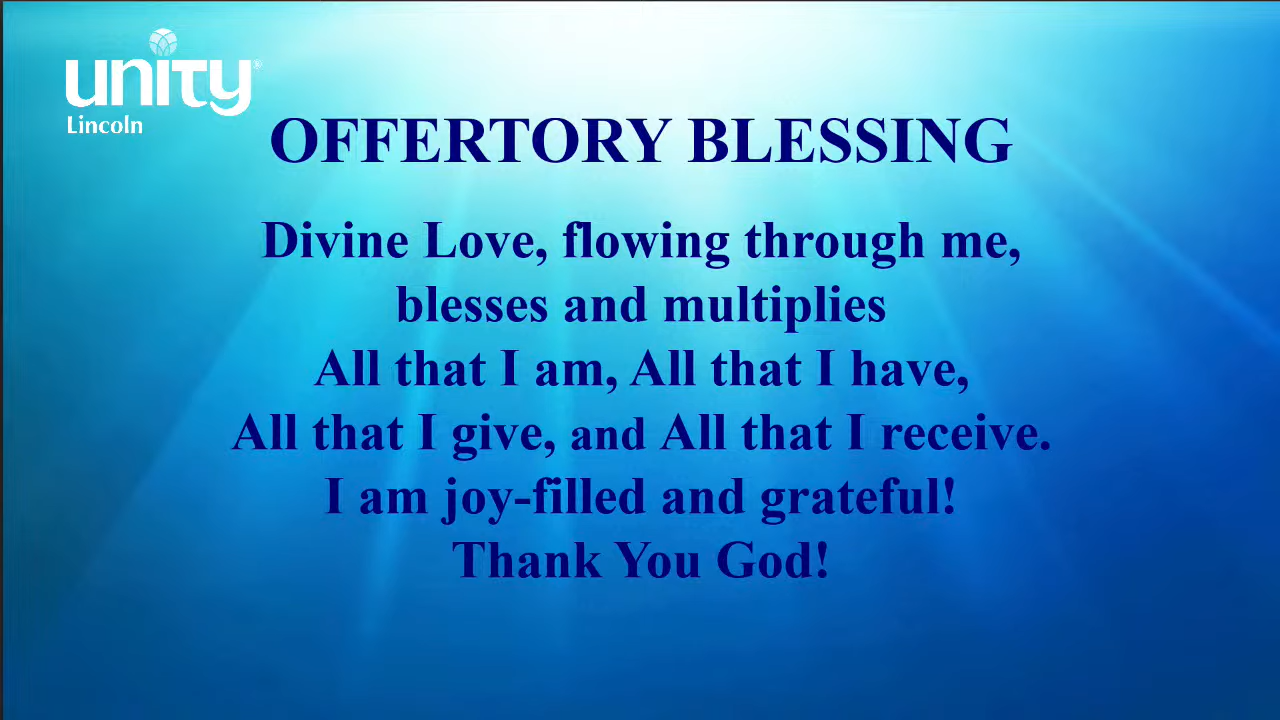 unity®
Lincoln
OFFERTORY BLESSING
Divine Love, flowing through me,
blesses and multiplies
All that I am, All that I have,
All that I give, and All that I receive.
I am joy-filled and grateful!
Thank You God!